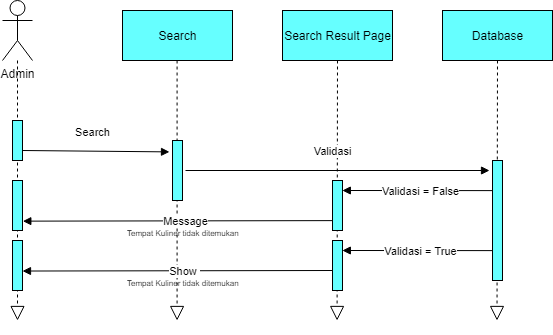 Search
Search Result Page
Database
Admin
Search
Validasi
Validasi = False
Message
Tempat Kuliner tidak ditemukan
Validasi = True
Show
Tempat Kuliner tidak ditemukan